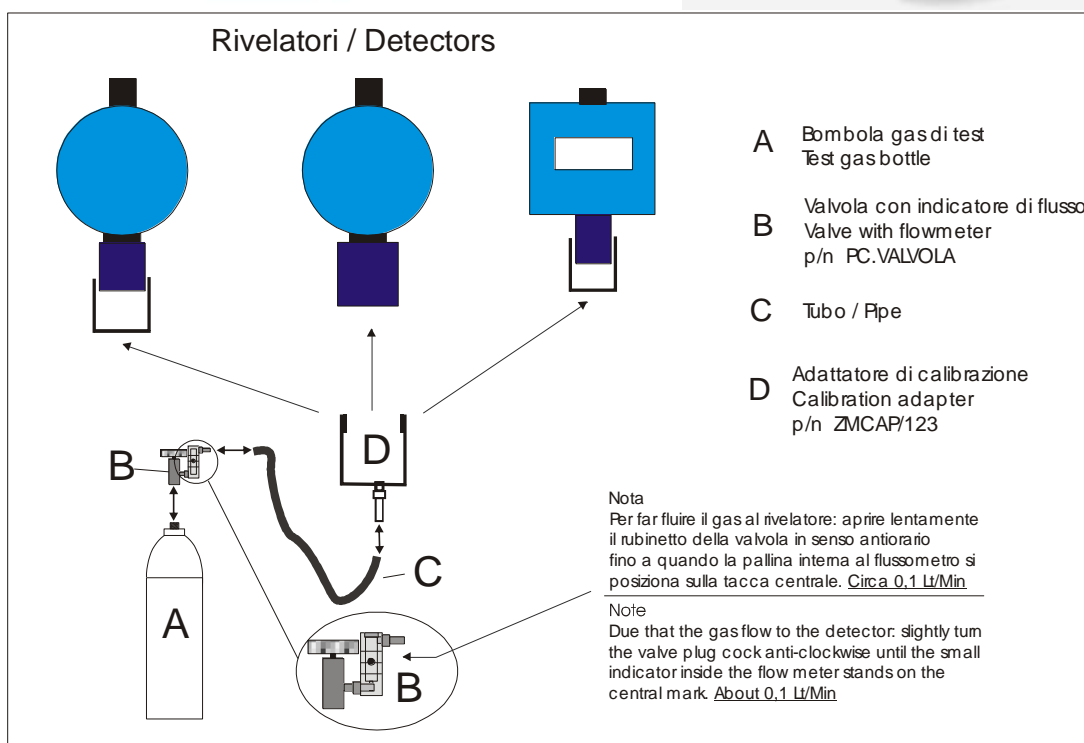 Rivelatori / Detectors
A
Bombola gas di test
Test gas bottle
B
Valvola con indicatore di flusso
Valve with flowmeter
p/n PC.VALVOLA
C
Tubo / Pipe
D
Adattatore di calibrazione
Calibration adapter
p/n ZMCAP/123
D
B
C
A
B
Nota
Per far fluire il gas al rivelatore: aprire lentamente
il rubinetto della valvola in senso antiorario
fino a quando la pallina interna al flussometro si
posiziona sulla tacca centrale. Circa 0,1 Lt/Min
Note
Due that the gas flow to the detector: slightly turn
the valve plug cock anti-clockwise until the small
indicator inside the flow meter stands on the
central mark. About 0,1 Lt/Min